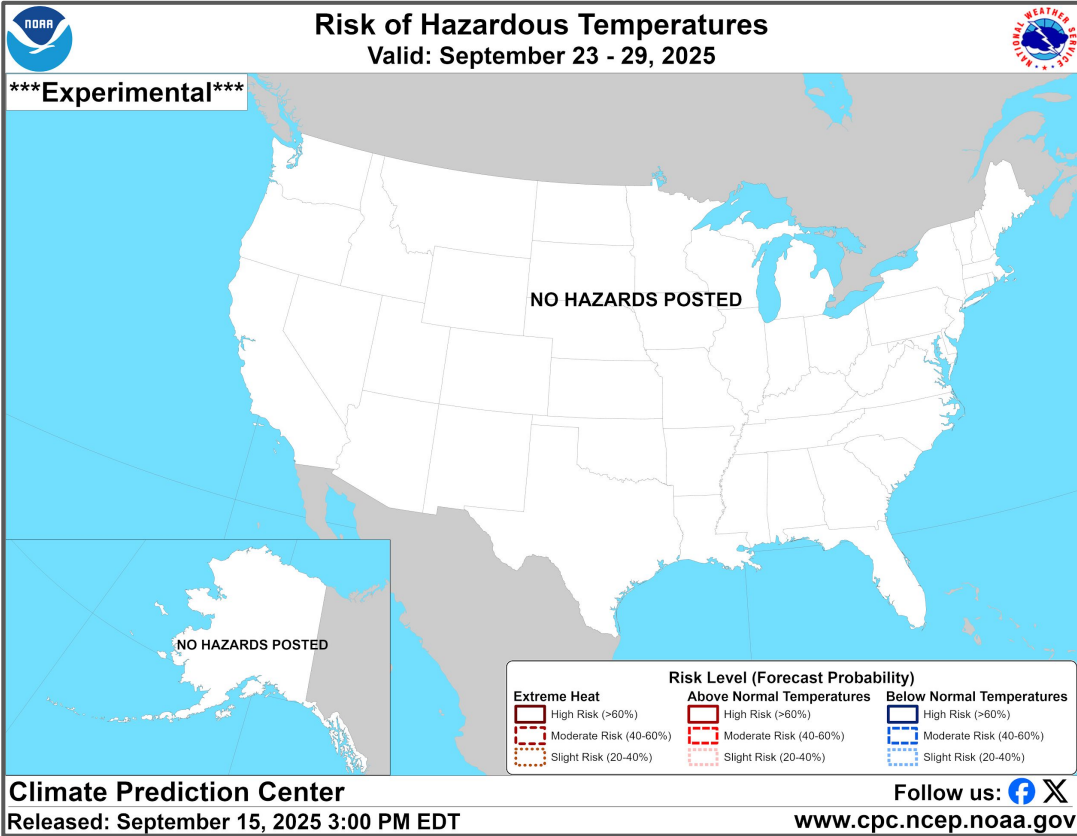 NOAA
Risk of Hazardous Temperatures
Valid: September 23 - 29, 2025
NATIONAL WEATHER SERVICE
***Experimental***
NO HAZARDS POSTED
NO HAZARDS POSTED
Risk Level (Forecast Probability)
Extreme Heat
High Risk (>60%)
Moderate Risk (40-60%)
Slight Risk (20-40%)
Above Normal Temperatures
High Risk (>60%)
Moderate Risk (40-60%)
Slight Risk (20-40%)
Below Normal Temperatures
High Risk (>60%)
Moderate Risk (40-60%)
Slight Risk (20-40%)
Climate Prediction Center
Follow us:
Released: September 15, 2025 3:00 PM EDT
www.cpc.ncep.noaa.gov